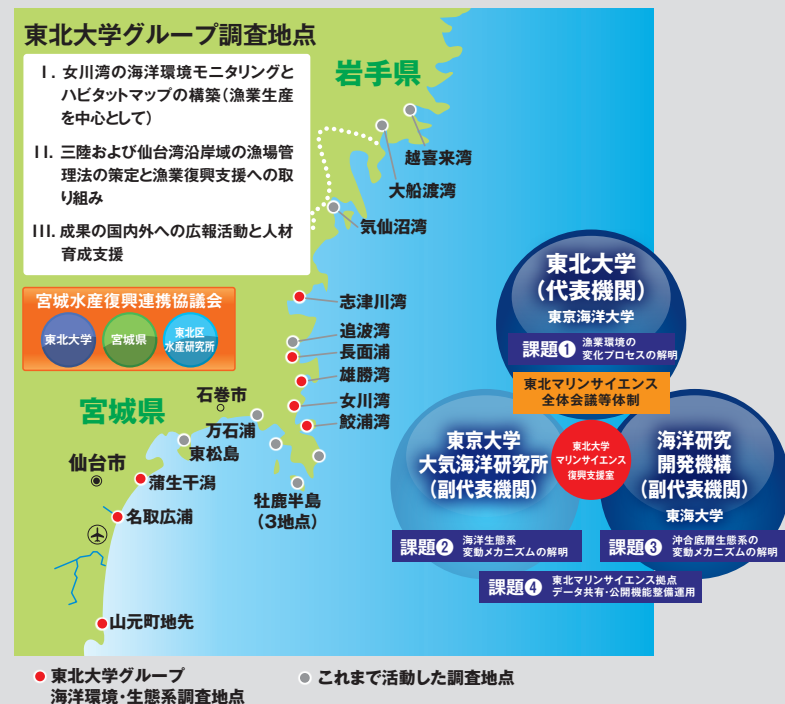 東北大学グループ調査地点
I. 女川湾の海洋環境モニタリングと
ハビタットマップの構築(漁業生産
を中心として)
II. 三陸および仙台湾沿岸域の漁場管
理法の策定と漁業復興支援への取
り組み
III. 成果の国内外への広報活動と人材
育成支援
宮城水産復興連携協議会
東北大学
宮城県
東北区
水産研究所
岩手県
越喜来湾
大船渡湾
気仙沼湾
志津川湾
追波湾
長面浦
雄勝湾
女川湾
鮫浦湾
宮城県
石巻市
万石浦
東松島
仙台市
蒲生干潟
牡鹿半島
(3地点)
名取広浦
山元町地先
東北大学
(代表機関)
東京海洋大学
課題❶ 漁業環境の
変化プロセスの解明
東北マリンサイエンス
全体会議等体制
東京大学
大気海洋研究所
(副代表機関)
東北大学
マリンサイエンス
復興支援室
海洋研究
開発機構
(副代表機関)
東海大学
課題❷ 海洋生態系
変動メカニズムの解明
課題❸ 沖合底層生態系の
変動メカニズムの解明
課題❹ 東北マリンサイエンス拠点
データ共有・公開機能整備運用
東北大学グループ
海洋環境・生態系調査地点
これまで活動した調査地点